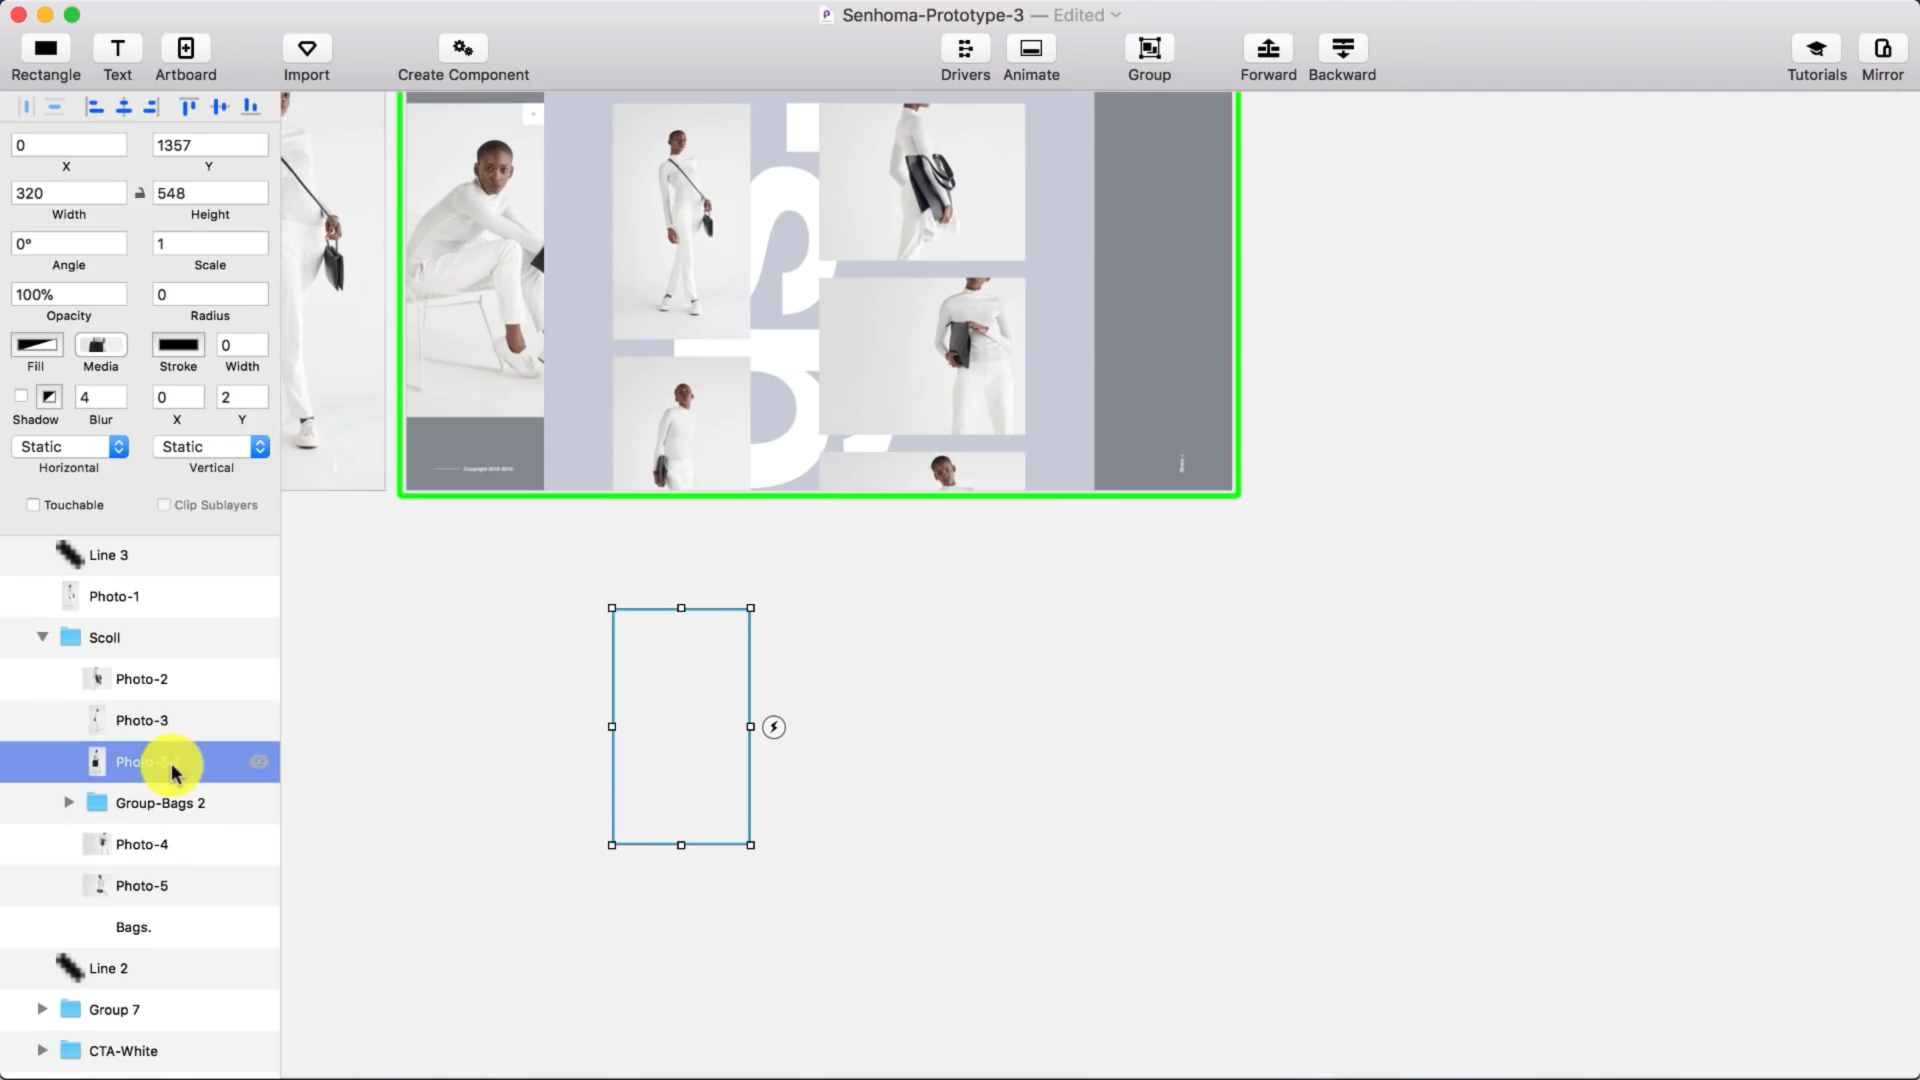 Senhoma-Prototype-3 — Edited
Rectangle
Text
Artboard
Import
Create Component
Drivers
Animate
Group
Forward
Backward
Tutorials
Mirror
0
1357
X
Y
320
548
Width
Height
0°
1
Angle
Scale
100%
0
Opacity
Radius
0
Fill
Media
Stroke
Width
4
0
2
Shadow
Blur
X
Y
Static
Static
Horizontal
Vertical
Touchable
Clip Sublayers
Line 3
Photo-1
Scoll
Photo-2
Photo-3
Group-Bags 2
Photo-4
Photo-5
Bags.
Line 2
Group 7
CTA-White